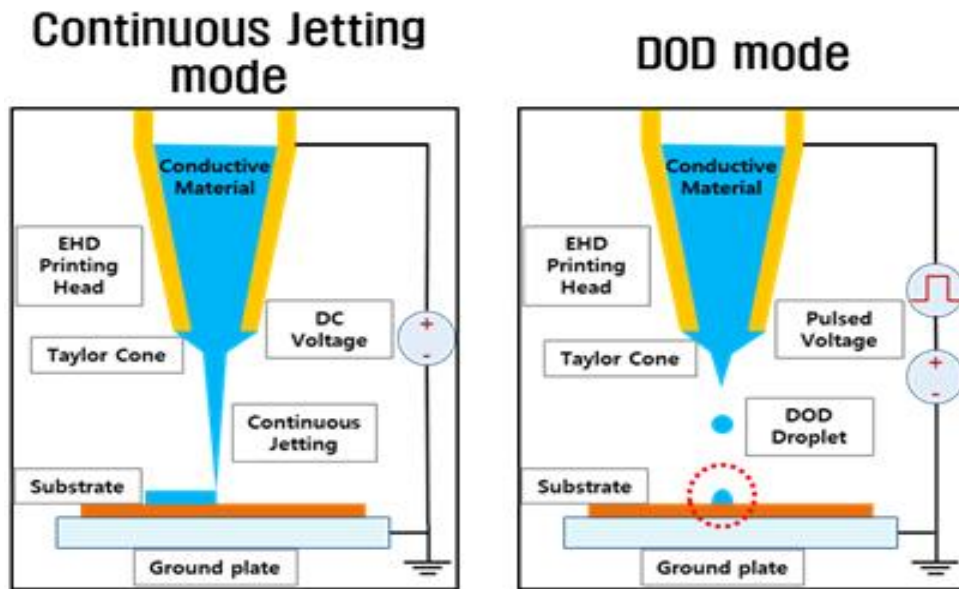 Continuous Jetting
mode
Conductive
Material
EHD
Printing
Head
DC
Voltage
+
-
Taylor Cone
Continuous
Jetting
Substrate
Ground plate
DOD mode
Conductive
Material
EHD
Printing
Head
Pulsed
Voltage
+
-
Taylor Cone
DOD
Droplet
Substrate
Ground plate